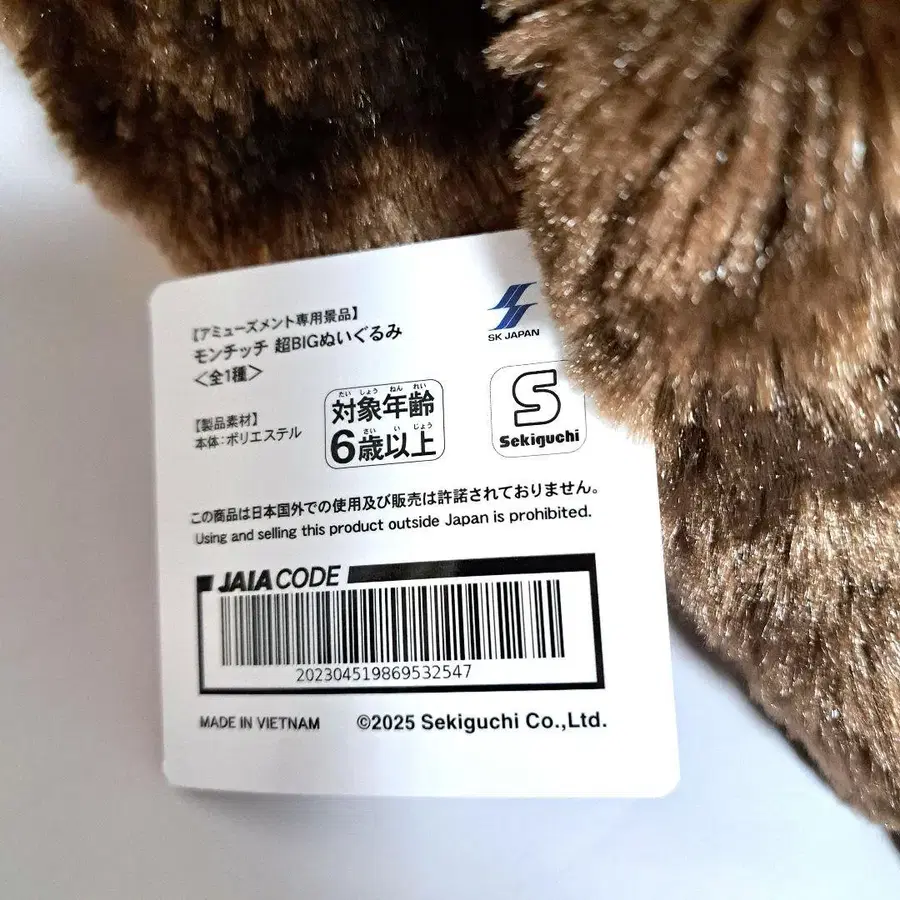 【アミューズメント専用景品】
モンチッチ 超BIGぬいぐるみ
<全1種>
SK JAPAN
【製品素材】
本体:ポリエステル
たい しょう ねん れい
対象年齢
さい い じょう
6歳以上
S
Sekiguchi
この商品は日本国外での使用及び販売は許諾されておりません。
Using and selling this product outside Japan is prohibited.
JAIA CODE
202304519869532547
MADE IN VIETNAM
©2025 Sekiguchi Co.,Ltd.